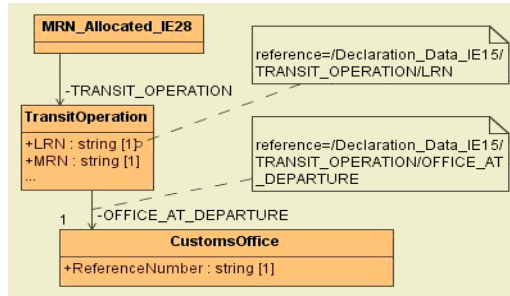 MRN_Allocated_IE28
reference=/Declaration_Data_IE15/
TRANSIT_OPERATION/LRN
-TRANSIT_OPERATION
TransitOperation
+LRN : string [1]
+MRN : string [1]
...
reference=/Declaration_Data_IE15/
TRANSIT_OPERATION/OFFICE_AT
_DEPARTURE
1
-OFFICE_AT_DEPARTURE
CustomsOffice
+ReferenceNumber : string [1]